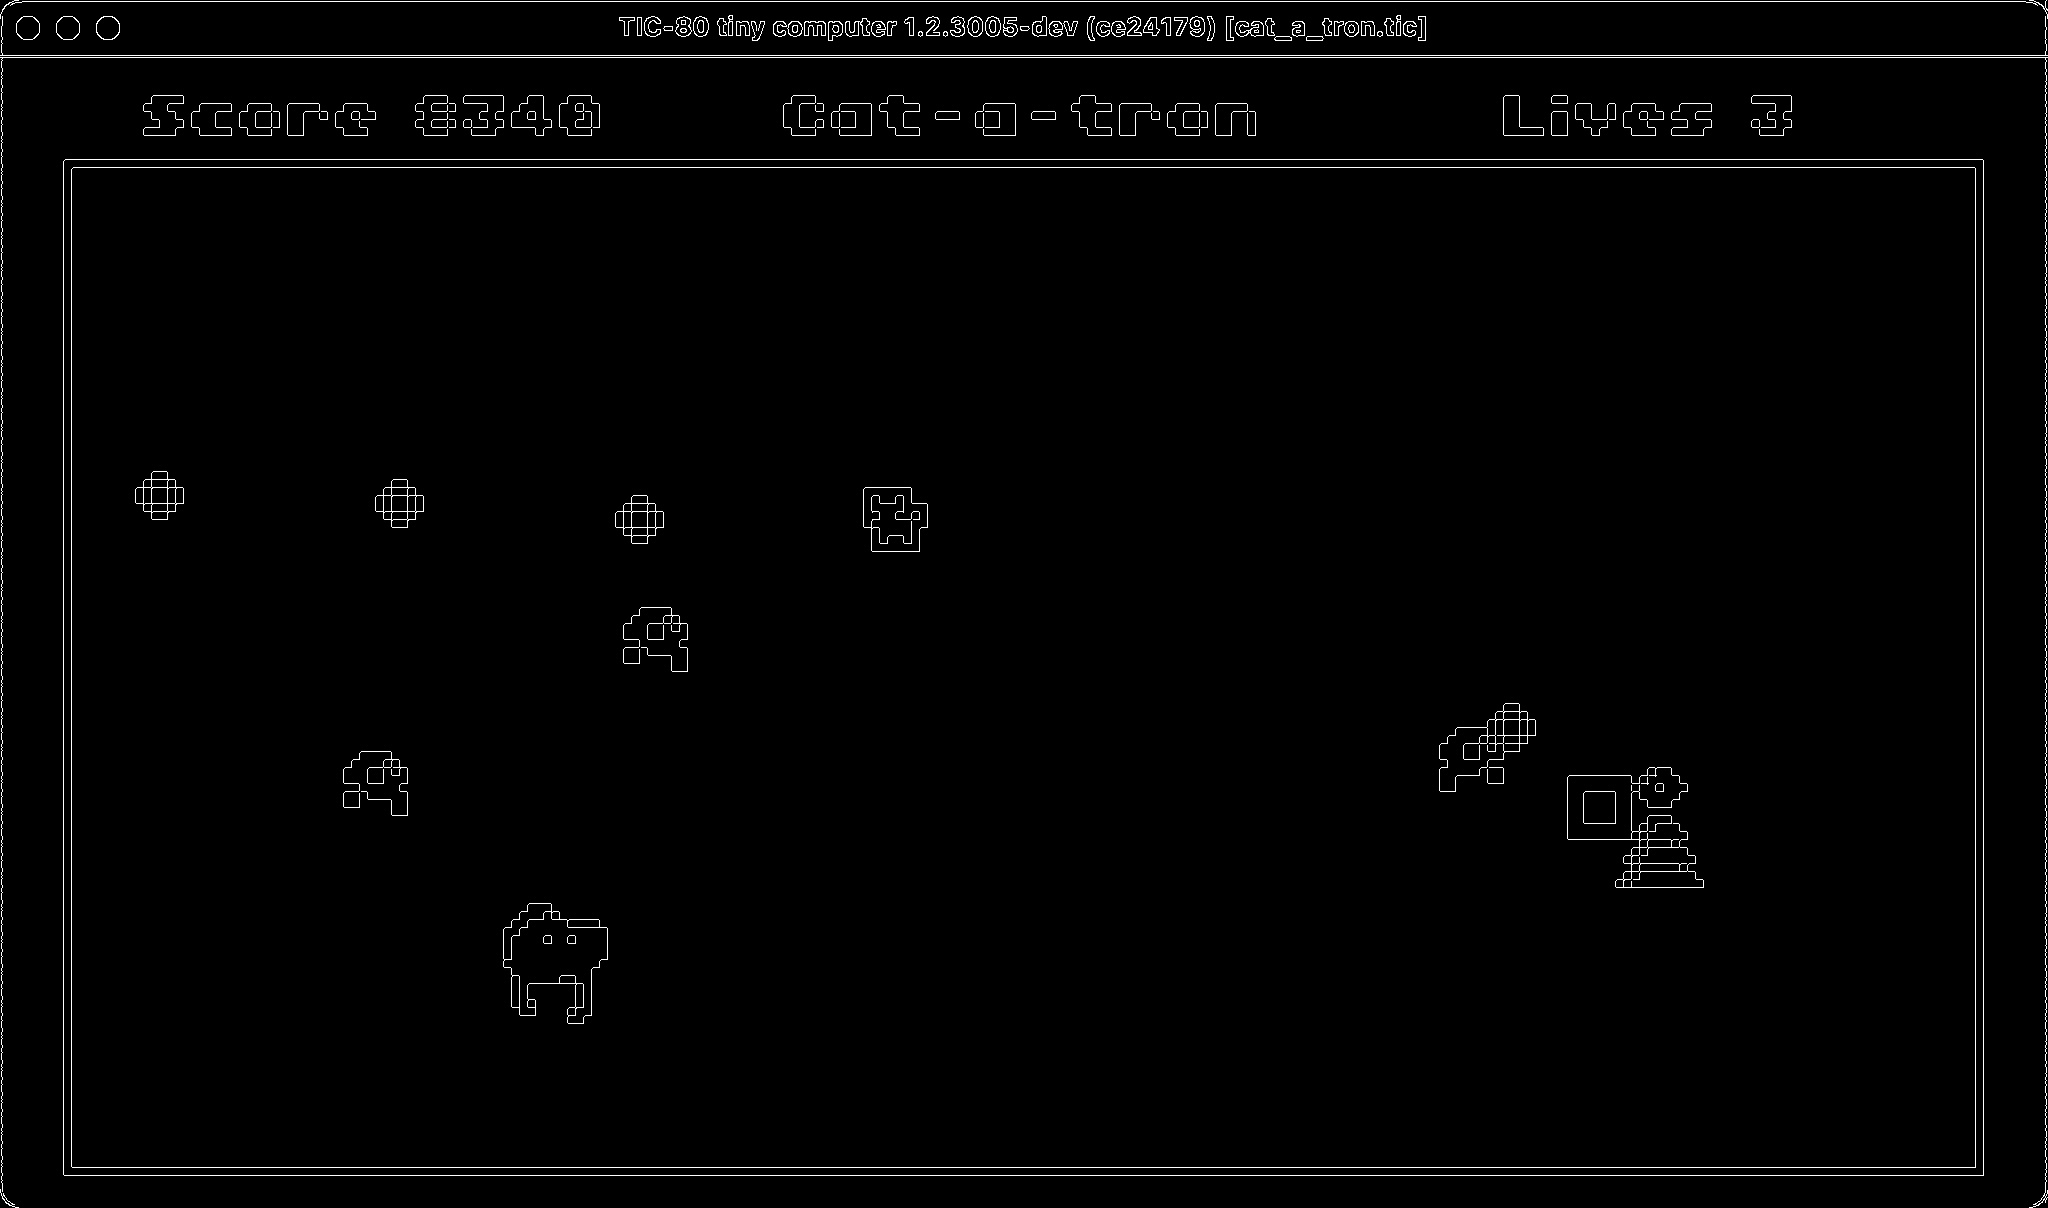 TIC-80 tiny computer 1.2.3005-dev (ce24179) [cat_a_tron.tic]
Score 8340 Cat-a-tron Lives 3